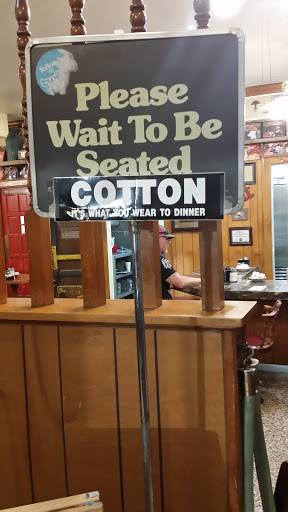 Please
Wait To Be
Seated
COTTON
IT'S WHAT YOU WEAR TO DINNER